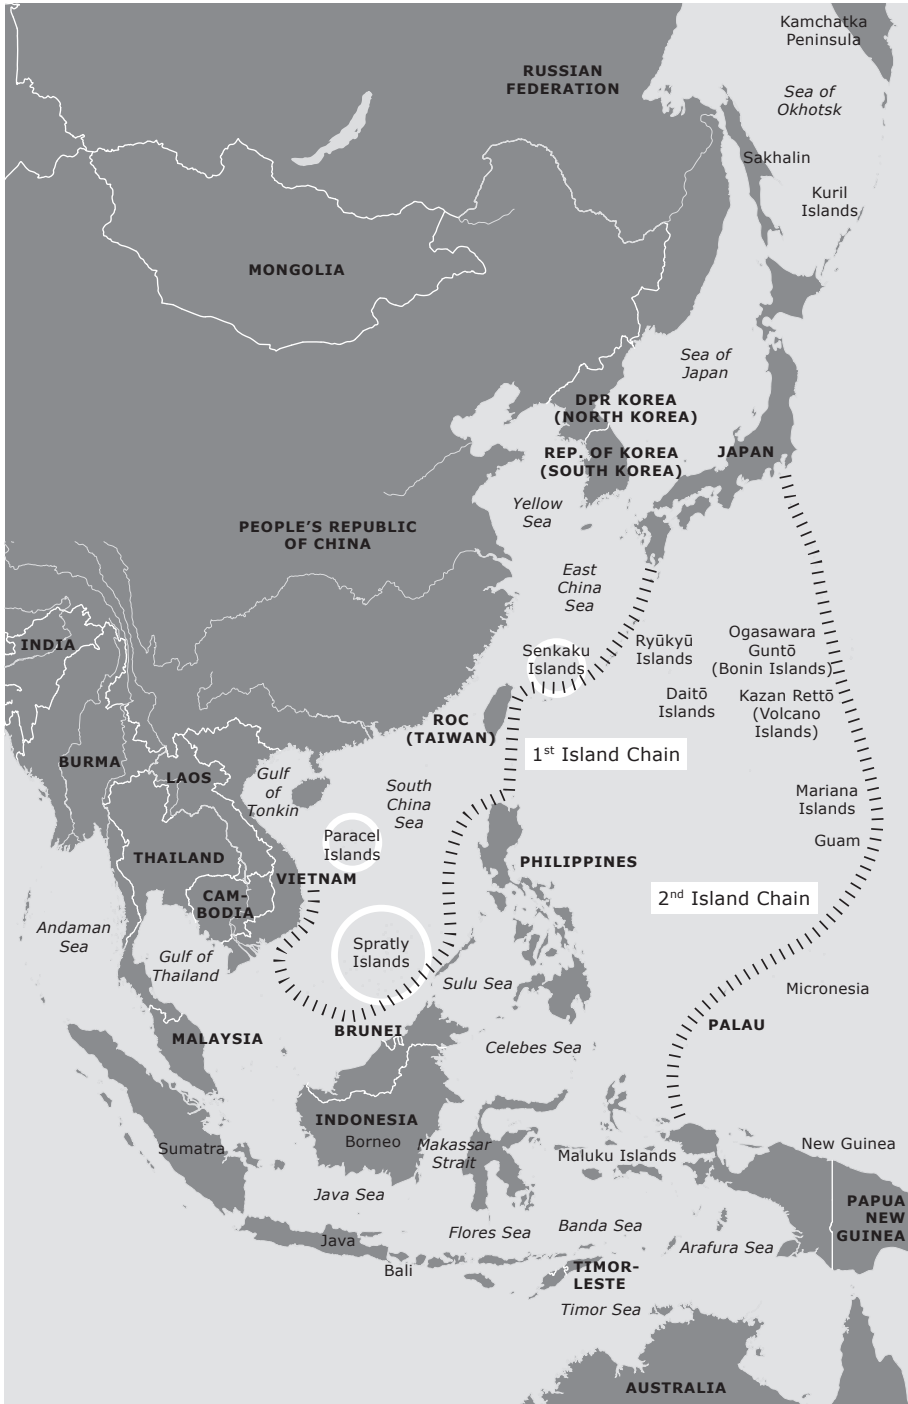 Kamchatka
Peninsula
RUSSIAN
FEDERATION
Sea of
Okhotsk
Sakhalin
Kuril
Islands
MONGOLIA
Sea of
Japan
DPR KOREA
(NORTH KOREA)
REP. OF KOREA
(SOUTH KOREA)
JAPAN
Yellow
Sea
PEOPLE'S REPUBLIC
OF CHINA
East
China
Sea
INDIA
Senkaku
Islands
Ryūkyū
Islands
Ogasawara
Guntō
(Bonin Islands)
Daitō
Islands
Kazan Rettō
(Volcano
Islands)
ROC
(TAIWAN)
1st Island Chain
BURMA
LAOS
Gulf
of
Tonkin
South
China
Sea
Mariana
Islands
Guam
Paracel
Islands
THAILAND
VIETNAM
PHILIPPINES
CAM-
BODIA
2nd Island Chain
Andaman
Sea
Gulf of
Thailand
Spratly
Islands
Sulu Sea
Micronesia
PALAU
MALAYSIA
BRUNEI
Celebes Sea
INDONESIA
Borneo
Makassar
Strait
Sumatra
Maluku Islands
New Guinea
Java Sea
PAPUA
NEW
GUINEA
Flores Sea
Banda Sea
Arafura Sea
Java
Bali
TIMOR-
LESTE
Timor Sea
AUSTRALIA